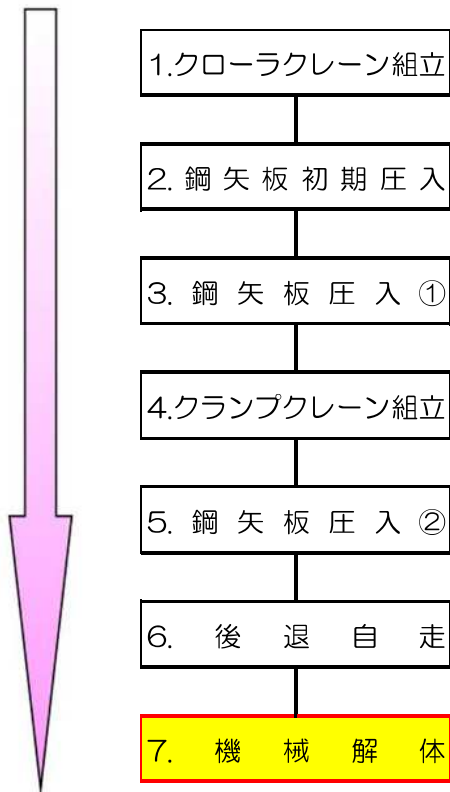 1.クローラクレーン組立
2.鋼矢板初期圧入
3.鋼矢板圧入①
4.クランプクレーン組立
5.鋼矢板圧入②
6.後退自走
7.機械解体